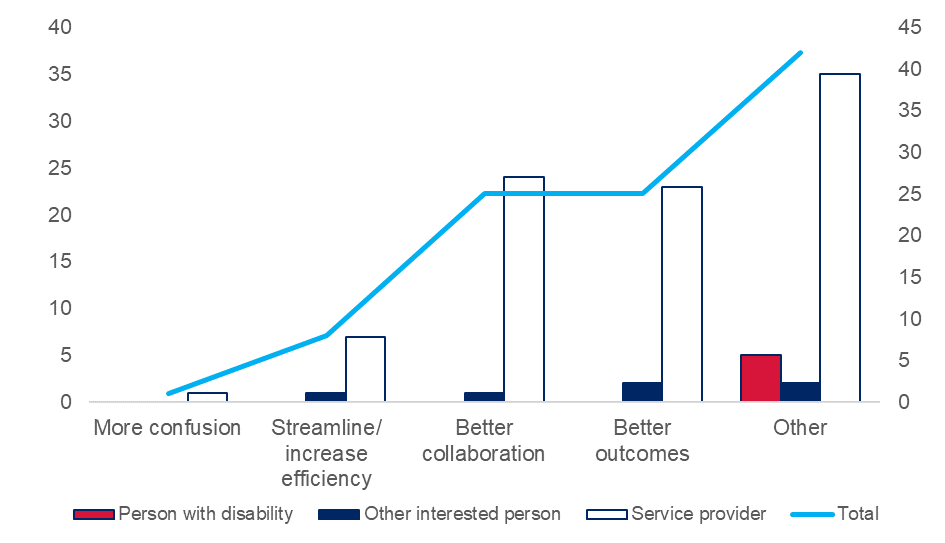 40
35
30
25
20
15
10
5
0
45
40
35
30
25
20
15
10
5
0
More confusion
Streamline/
increase
efficiency
Better
collaboration
Better
outcomes
Other
Person with disability
Other interested person
Service provider
Total